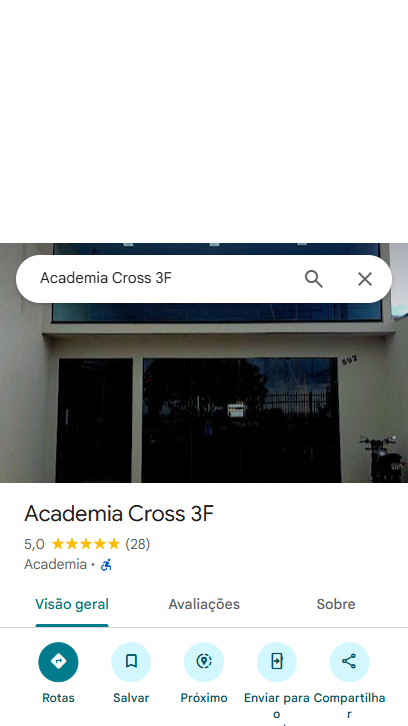 Academia Cross 3F
592
Academia Cross 3F
5,0 (28)
Academia ·
Visão geral Avaliações Sobre
Rotas Salvar Próximo Enviar para o Compartilhar